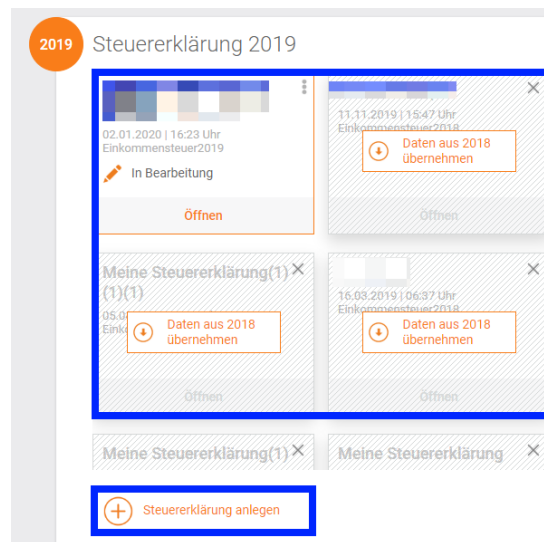 2019 Steuererklärung 2019
02.01.2020 | 16:23 Uhr
Einkommensteuer2019
In Bearbeitung
Öffnen
11.11.2019 | 15:47 Uhr
Einkommensteuer2018
Daten aus 2018
übernehmen
Öffnen
Meine Steuererklärung(1)
(1)(1)
Daten aus 2018
übernehmen
Öffnen
16.03.2019 | 06:37 Uhr
Einkommensteuer2018
Daten aus 2018
übernehmen
Öffnen
Meine Steuererklärung(1)
Meine Steuererklärung
Steuererklärung anlegen